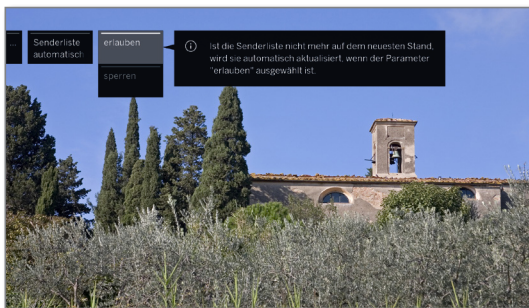 ...
Senderliste
automatisch
erlauben
sperren
Ist die Senderliste nicht mehr auf dem neuesten Stand,
wird sie automatisch aktualisiert, wenn der Parameter
"erlauben" ausgewählt ist.